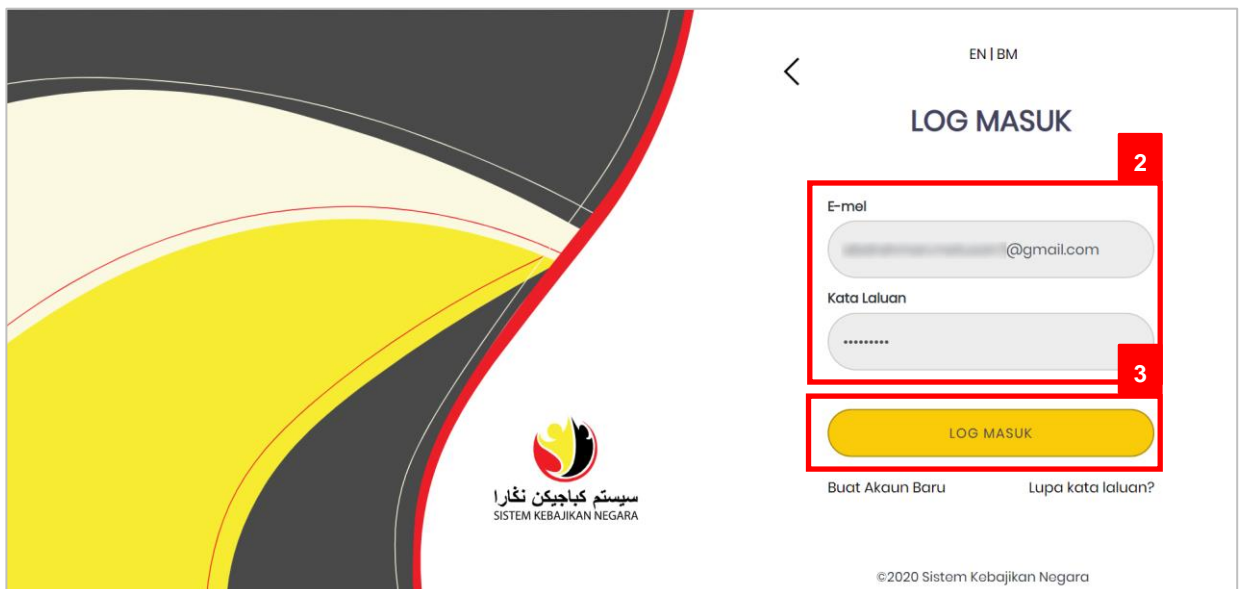 EN | BM
LOG MASUK
2
E-mel
@gmail.com
Kata Laluan
•••••••••
3
LOG MASUK
Buat Akaun Baru
Lupa kata laluan?
سيستم کباجيکن نݢارا
SISTEM KEBAJIKAN NEGARA
©2020 Sistem Kebajikan Negara